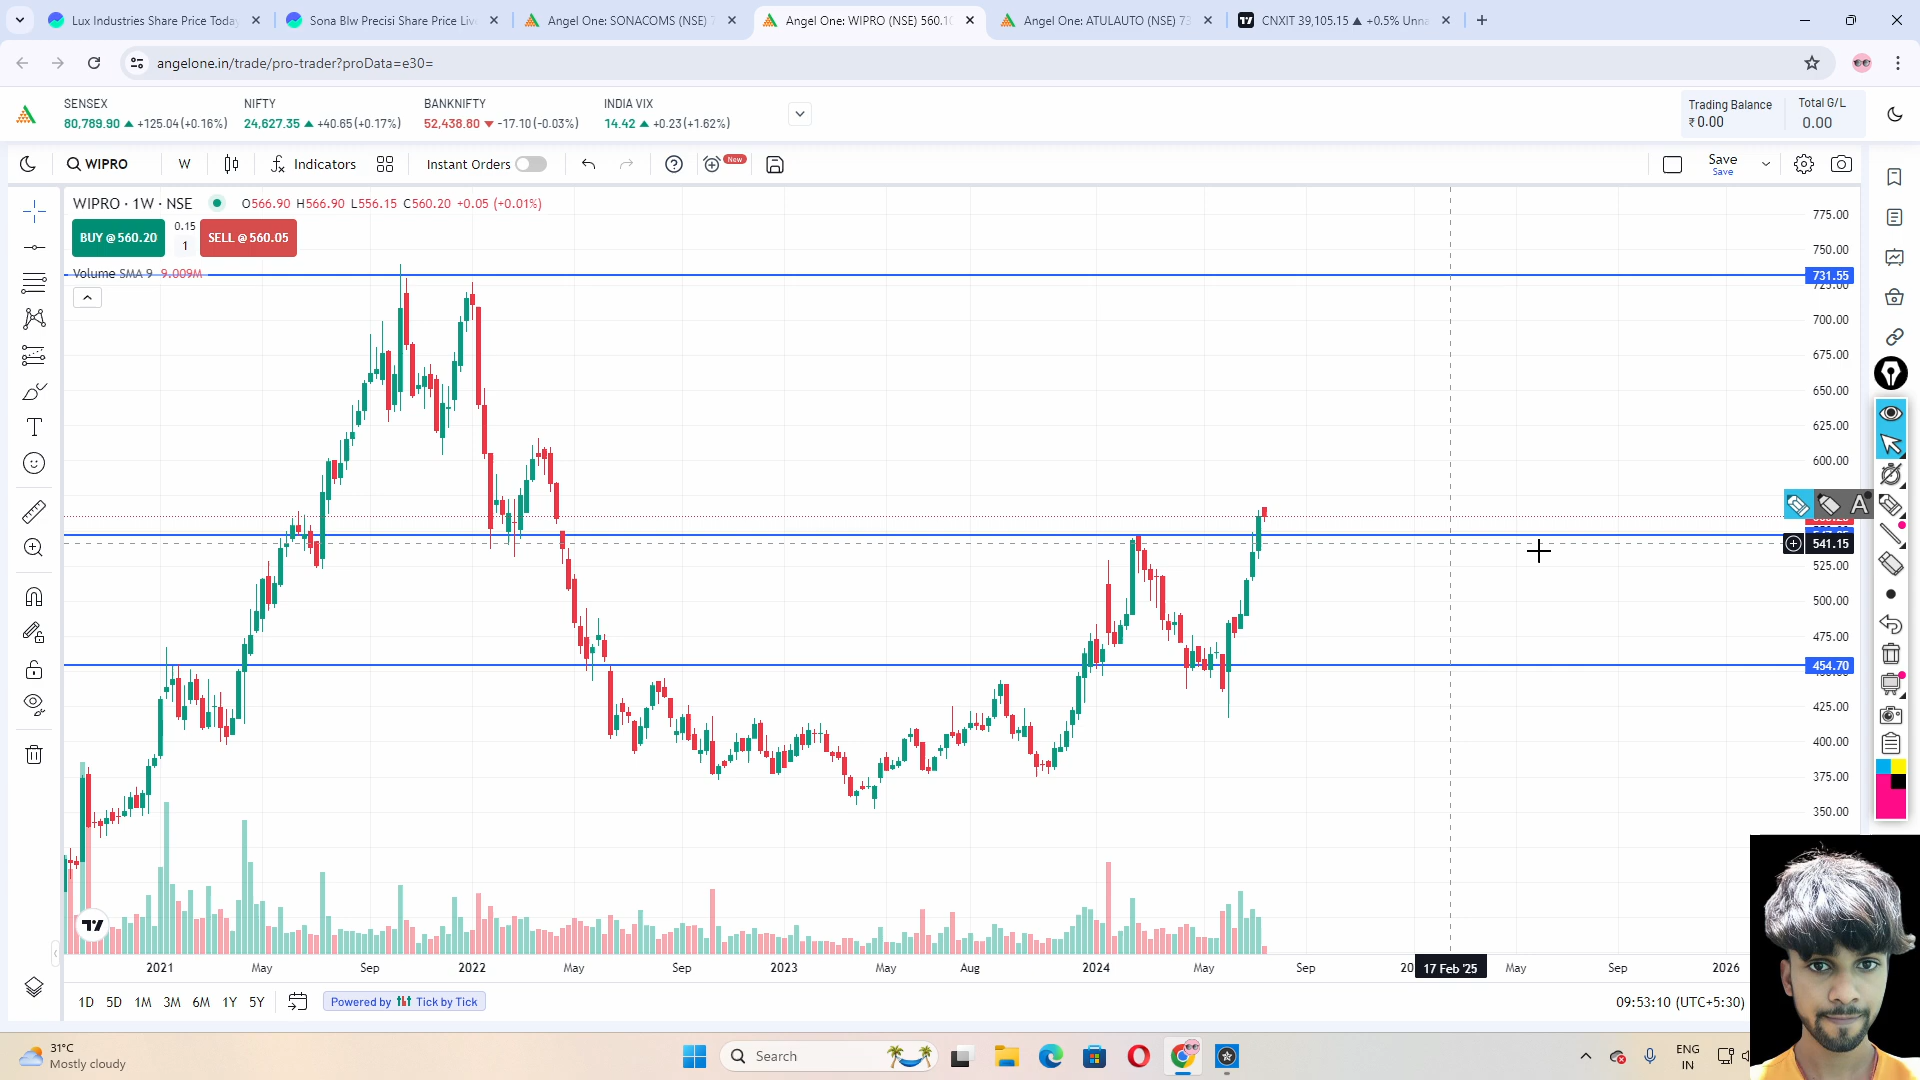 Lux Industries Share Price Toda
Sona Blw Precisi Share Price Liv
Angel One: SONACOMS (NSE) 7
Angel One: WIPRO (NSE) 560.1
Angel One: ATULAUTO (NSE) 73
CNXIT 39,105.15 ▲ +0.5% Unna
angelone.in/trade/pro-trader?proData=e30=
SENSEX
80,789.90 ▲ +125.04(+0.16%)
NIFTY
24,627.35 ▲ +40.65(+0.17%)
BANKNIFTY
52,438.80 ▼ -17.10(-0.03%)
INDIA VIX
14.42 ▲ +0.23(+1.62%)
Trading Balance
₹ 0.00
Total G/L
0.00
WIPRO
W
Indicators
Instant Orders
New
Save
Save
WIPRO · 1W · NSE
O566.90 H566.90 L556.15 C560.20 +0.05 (+0.01%)
BUY @ 560.20
0.15
1
SELL @ 560.05
Volume SMA 9 9.009M
775.00
750.00
731.55
725.00
700.00
675.00
650.00
625.00
600.00
541.15
525.00
500.00
475.00
454.70
425.00
400.00
375.00
350.00
A
2021
May
Sep
2022
May
Sep
2023
May
Aug
2024
May
Sep
20
17 Feb '25
May
Sep
2026
1D 5D 1M 3M 6M 1Y 5Y
Powered by Tick by Tick
09:53:10 (UTC+5:30)
31°C
Mostly cloudy
Search
ENG
IN